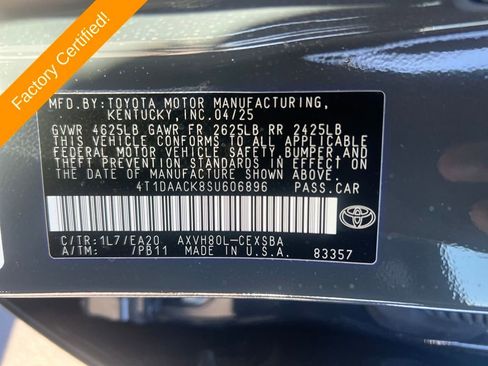 Factory Certified!
MFD.BY: TOYOTA MOTOR MANUFACTURING,
KENTUCKY, INC. 04/25
GVWR 4625LB GAWR FR 2625LB RR 2425LB
THIS VEHICLE CONFORMS TO ALL APPLICABLE
FEDERAL MOTOR VEHICLE SAFETY, BUMPER, AND
THEFT PREVENTION STANDARDS IN EFFECT ON THE
DATE OF MANUFACTURE SHOWN ABOVE.
4T1DAACK8SU606896 PASS.CAR
C/TR:1L7/EA20 AXVH80L-CEXSBA
A/TM: /PB11 MADE IN U.S.A. 83357